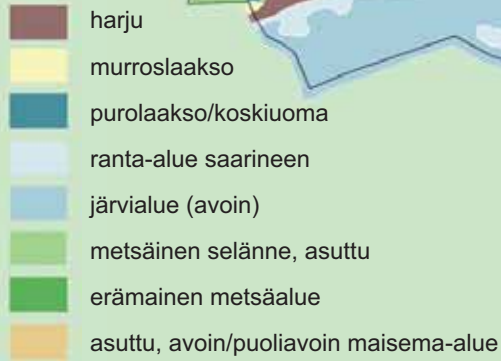 harju
murroslaakso
purolaakso/koskiuoma
ranta-alue saarineen
järvialue (avoin)
metsäinen selänne, asuttu
erämainen metsäalue
asuttu, avoin/puoliavoin maisema-alue